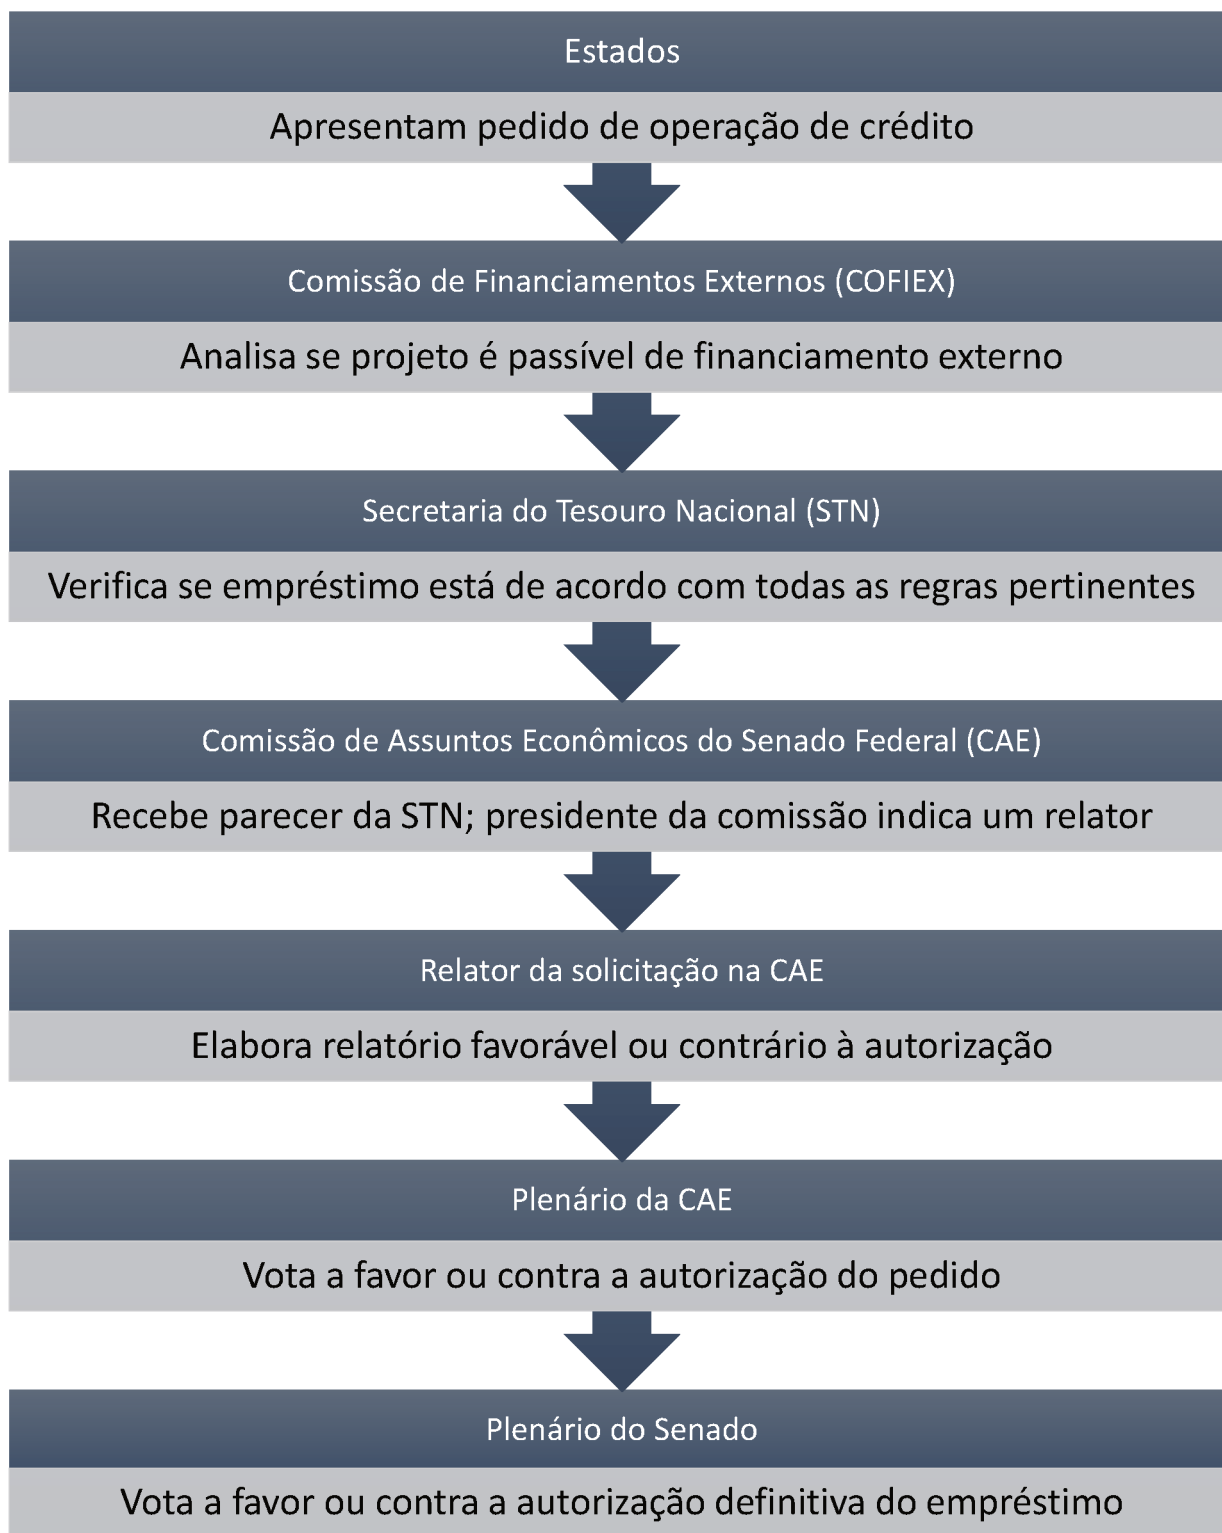 Estados
Apresentam pedido de operação de crédito
Comissão de Financiamentos Externos (COFIEX)
Analisa se projeto é passível de financiamento externo
Secretaria do Tesouro Nacional (STN)
Verifica se empréstimo está de acordo com todas as regras pertinentes
Comissão de Assuntos Econômicos do Senado Federal (CAE)
Recebe parecer da STN; presidente da comissão indica um relator
Relator da solicitação na CAE
Elabora relatório favorável ou contrário à autorização
Plenário da CAE
Vota a favor ou contra a autorização do pedido
Plenário do Senado
Vota a favor ou contra a autorização definitiva do empréstimo